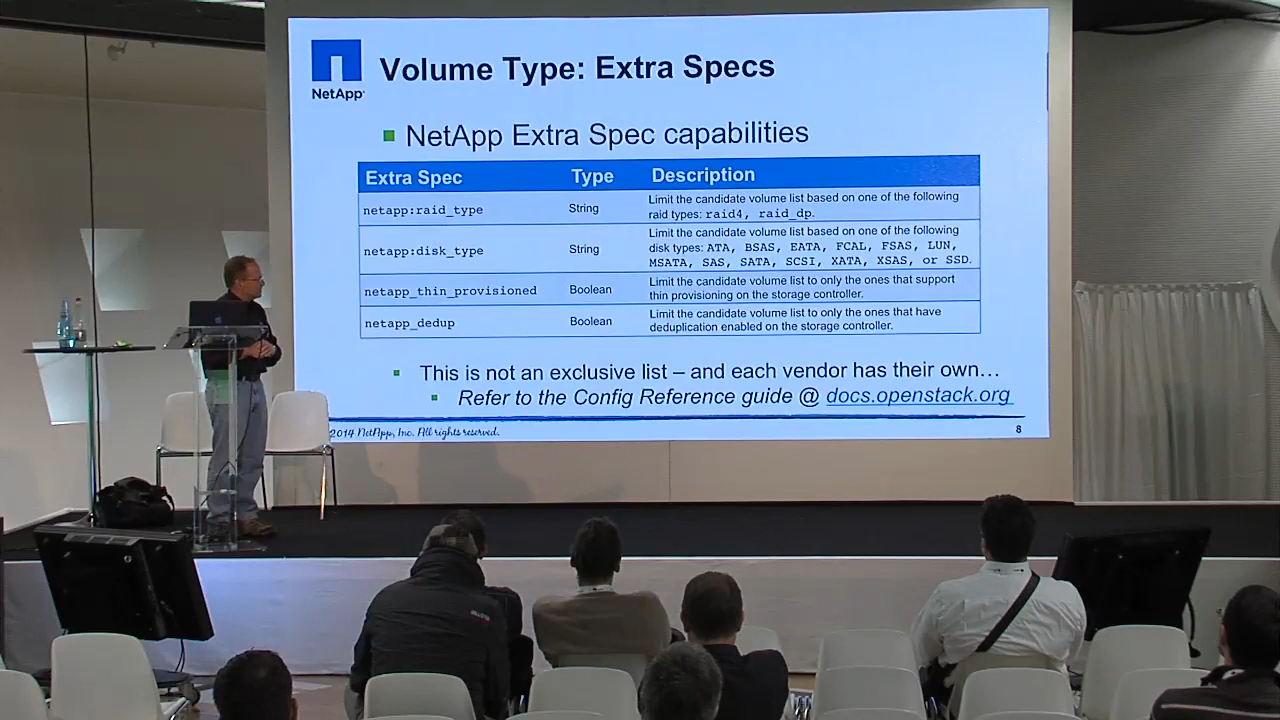 NetApp
Volume Type: Extra Specs
NetApp Extra Spec capabilities
Extra Spec Type Description
netapp:raid_type String Limit the candidate volume list based on one of the following
raid types: raid4, raid_dp.
netapp:disk_type String Limit the candidate volume list based on one of the following
disk types: ATA, BSAS, EATA, FCAL, FSAS, LUN,
MSATA, SAS, SATA, SCSI, XATA, XSAS, or SSD.
netapp_thin_provisioned Boolean Limit the candidate volume list to only the ones that support
thin provisioning on the storage controller.
netapp_dedup Boolean Limit the candidate volume list to only the ones that have
deduplication enabled on the storage controller.
This is not an exclusive list – and each vendor has their own…
Refer to the Config Reference guide @ docs.openstack.org
2014 NetApp, Inc. All rights reserved.
8